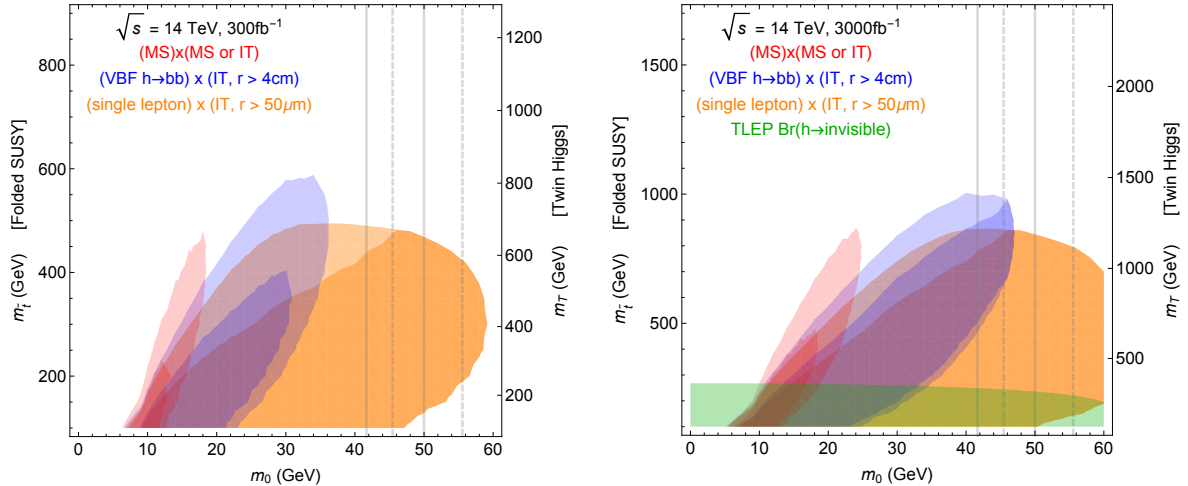 √s = 14 TeV, 300fb⁻¹
(MS)x(MS or IT)
(VBF h→bb) x (IT, r > 4cm)
(single lepton) x (IT, r > 50μm)
800
600
400
200
m_t̃ (GeV) [Folded SUSY]
1200
1000
800
600
400
200
m_T (GeV) [Twin Higgs]
0 10 20 30 40 50 60
m₀ (GeV)
√s = 14 TeV, 3000fb⁻¹
(MS)x(MS or IT)
(VBF h→bb) x (IT, r > 4cm)
(single lepton) x (IT, r > 50μm)
TLEP Br(h→invisible)
1500
1000
500
m_t̃ (GeV) [Folded SUSY]
2000
1500
1000
500
m_T (GeV) [Twin Higgs]
0 10 20 30 40 50 60
m₀ (GeV)